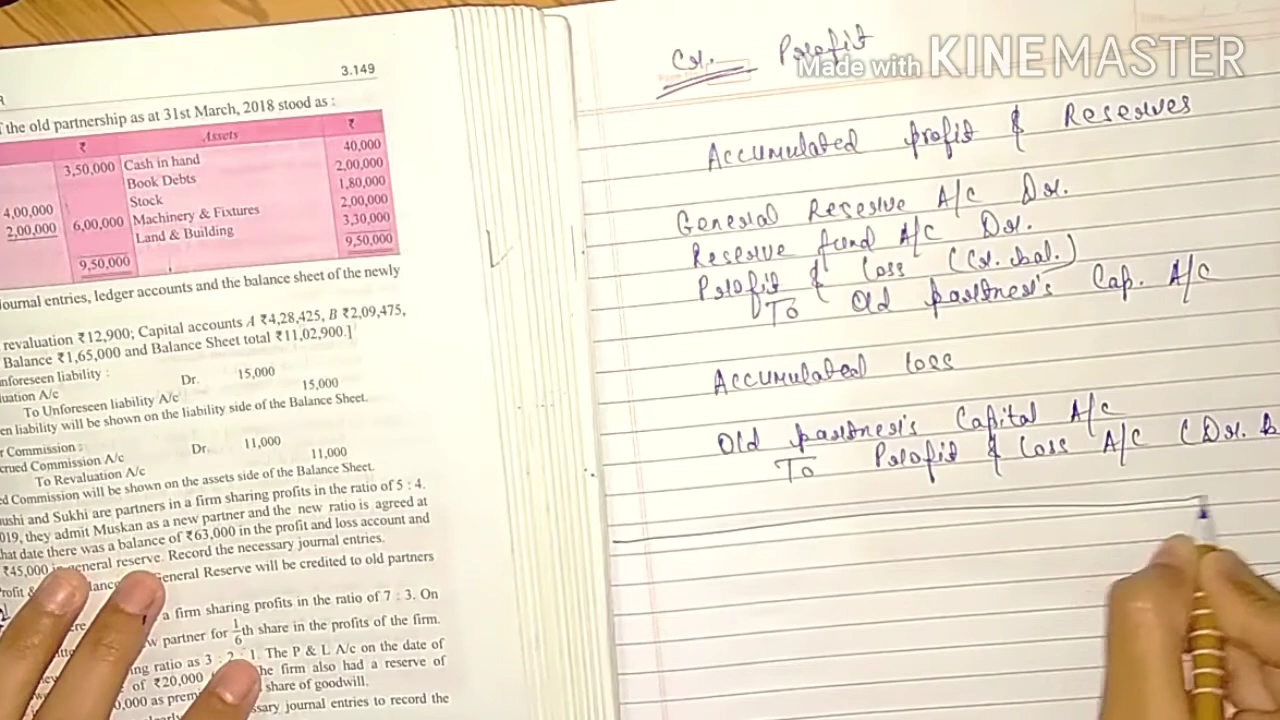 3.149
the old partnership as at 31st March, 2018 stood as :
₹ Assets ₹
3,50,000 Cash in hand 40,000
Book Debts 2,00,000
4,00,000 Stock 1,80,000
2,00,000 6,00,000 Machinery & Fixtures 2,00,000
Land & Building 3,30,000
9,50,000 9,50,000
journal entries, ledger accounts and the balance sheet of the newly
revaluation ₹12,900; Capital accounts A ₹4,28,425, B ₹2,09,475,
Balance ₹1,65,000 and Balance Sheet total ₹11,02,900.]
nforeseen liability :
uation A/c Dr. 15,000
To Unforeseen liability A/c 15,000
en liability will be shown on the liability side of the Balance Sheet.
Commission :
crued Commission A/c Dr. 11,000
To Revaluation A/c 11,000
ed Commission will be shown on the assets side of the Balance Sheet.
ushi and Sukhi are partners in a firm sharing profits in the ratio of 5 : 4.
019, they admit Muskan as a new partner and the new ratio is agreed at
that date there was a balance of ₹63,000 in the profit and loss account and
₹45,000 general reserve. Record the necessary journal entries.
General Reserve will be credited to old partners
a firm sharing profits in the ratio of 7 : 3. On
partner for 1/6th share in the profits of the firm.
ratio as 3 : 2 : 1. The P & L A/c on the date of
of ₹20,000 the firm also had a reserve of
share of goodwill.
journal entries to record the
Cr. Profit
Made with KINEMASTER
Accumulated profit & Reserves
General Reserve A/c Dr.
Reserve fund A/c Dr.
Profit & Loss (Cr. bal.)
To Old partner's Cap. A/c
Accumulated loss
Old partner's Capital A/c
To Profit & Loss A/c (Dr. b